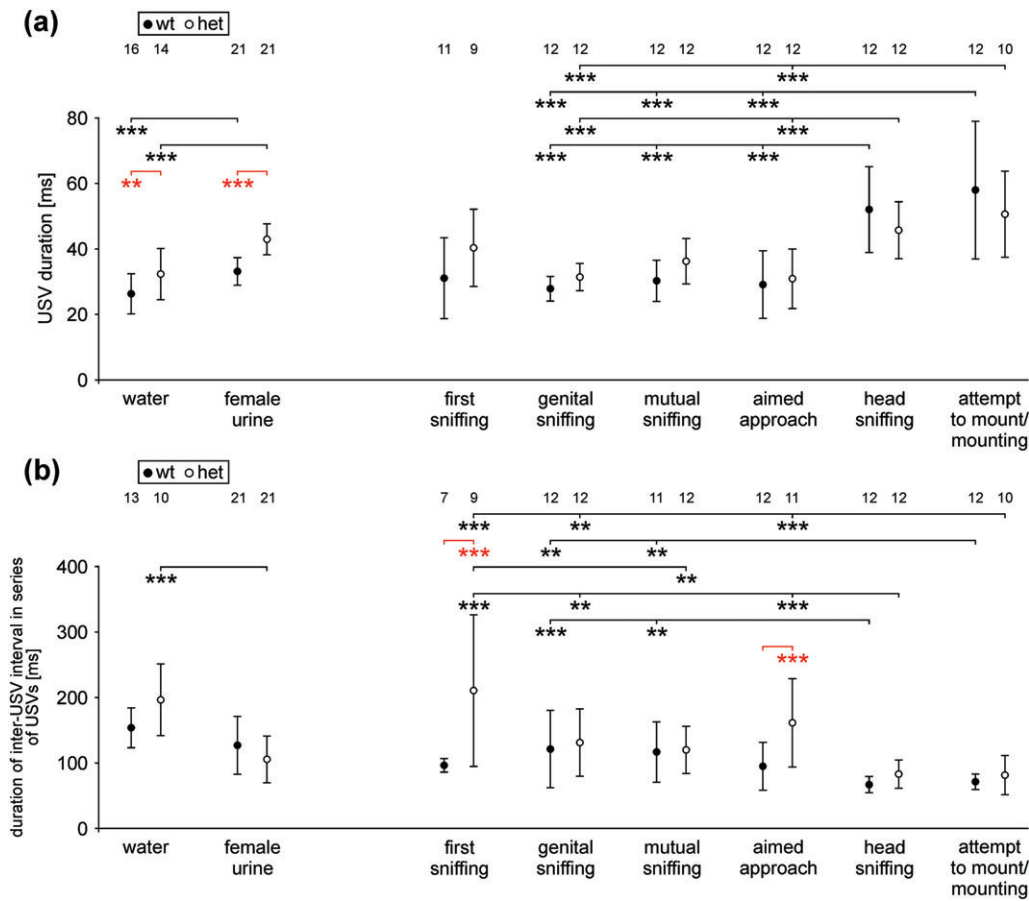 (a)
wt het
16 14 21 21 11 9 12 12 12 12 12 12 12 12 12 10
*** ***
*** *** ***
*** ***
*** ***
*** *** *** ***
** ***
80
60
40
20
0
USV duration [ms]
water female urine first sniffing genital sniffing mutual sniffing aimed approach head sniffing attempt to mount/ mounting
(b)
wt het
13 10 21 21 7 9 12 12 11 12 12 11 12 12 12 10
*** ** ***
*** ** **
*** **
*** ** ***
*** **
***
400
300
200
100
0
duration of inter-USV interval in series
of USVs [ms]
water female urine first sniffing genital sniffing mutual sniffing aimed approach head sniffing attempt to mount/ mounting